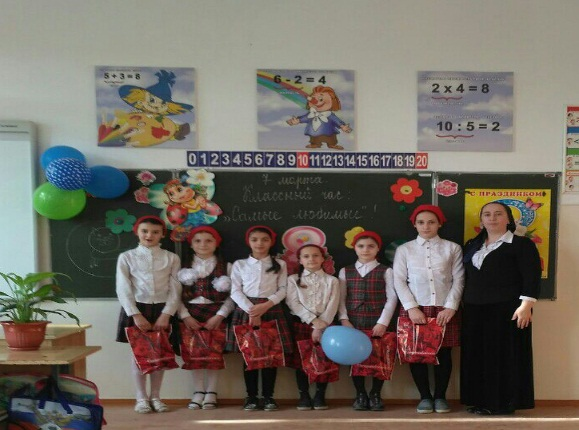 5 + 3 = 8
6 - 2 = 4
2 x 4 = 8
10 : 5 = 2
0 1 2 3 4 5 6 7 8 9 10 11 12 13 14 15 16 17 18 19 20
7 марта
Классный час:
"Самые любимые"!
С ПРАЗДНИКОМ